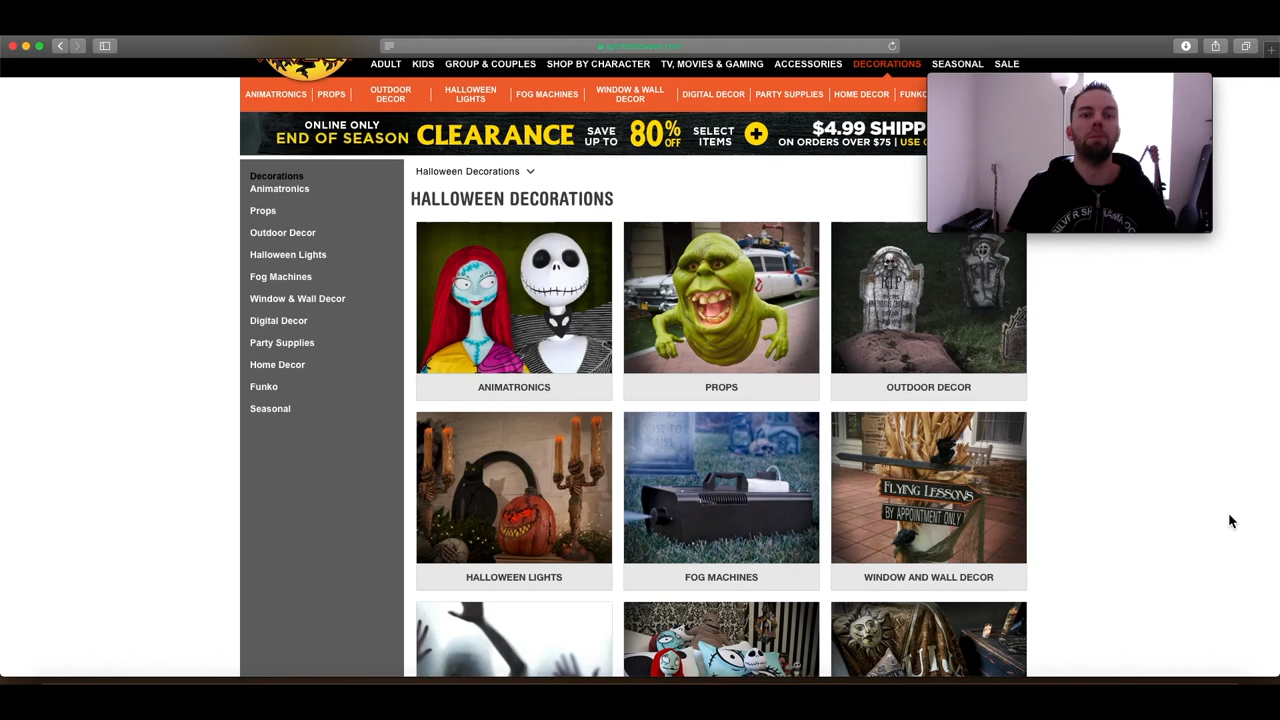 ADULT KIDS GROUP & COUPLES SHOP BY CHARACTER TV, MOVIES & GAMING ACCESSORIES DECORATIONS SEASONAL SALE
ANIMATRONICS PROPS OUTDOOR DECOR HALLOWEEN LIGHTS FOG MACHINES WINDOW & WALL DECOR DIGITAL DECOR PARTY SUPPLIES HOME DECOR FUNKO
ONLINE ONLY
END OF SEASON CLEARANCE SAVE UP TO 80% OFF SELECT ITEMS + $4.99 SHIPP
ON ORDERS OVER $75 | USE
Decorations
Animatronics
Props
Outdoor Decor
Halloween Lights
Fog Machines
Window & Wall Decor
Digital Decor
Party Supplies
Home Decor
Funko
Seasonal
Halloween Decorations
HALLOWEEN DECORATIONS
RIP
ANIMATRONICS
PROPS
OUTDOOR DECOR
DUST TO
FLYING LESSONS
BY APPOINTMENT ONLY
HALLOWEEN LIGHTS
FOG MACHINES
WINDOW AND WALL DECOR